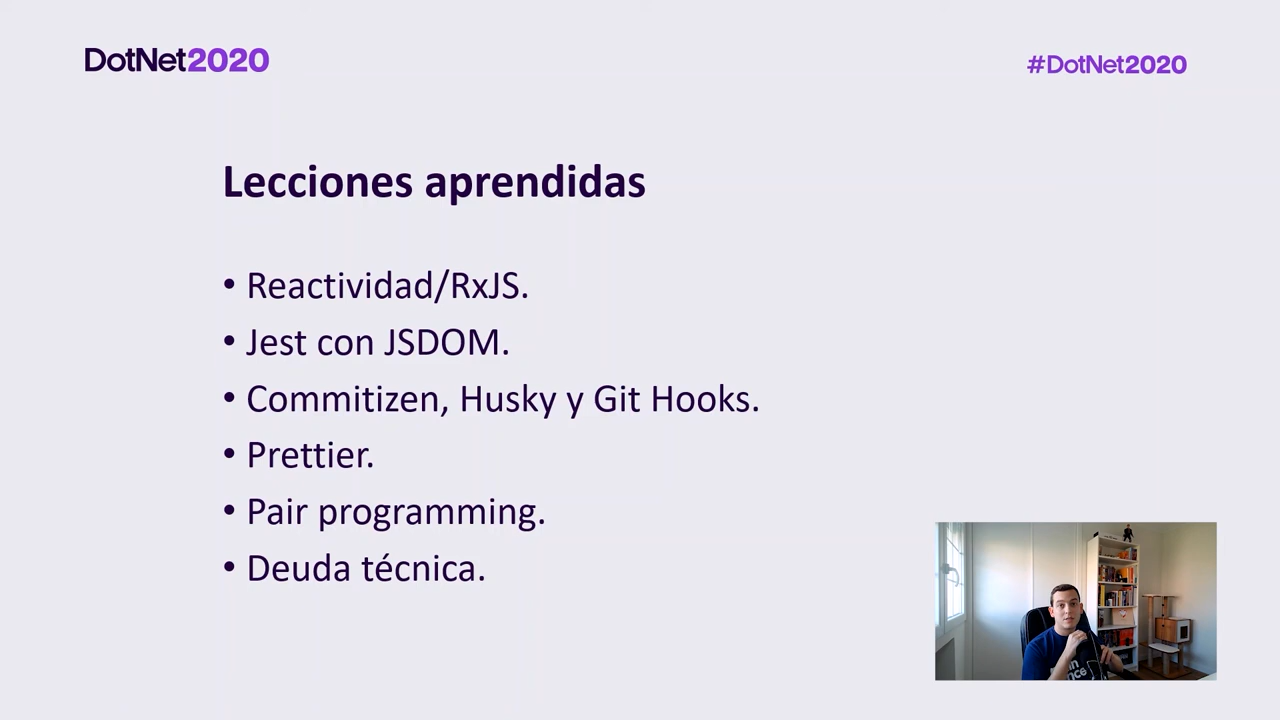 DotNet2020
#DotNet2020
Lecciones aprendidas
• Reactividad/RxJS.
• Jest con JSDOM.
• Commitizen, Husky y Git Hooks.
• Prettier.
• Pair programming.
• Deuda técnica.